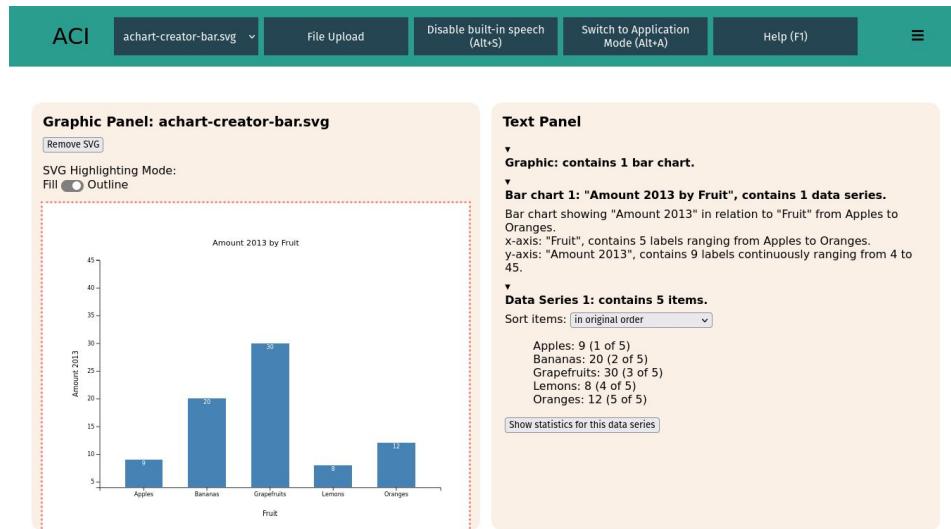 ACI
achart-creator-bar.svg
File Upload
Disable built-in speech
(Alt+S)
Switch to Application
Mode (Alt+A)
Help (F1)
Graphic Panel: achart-creator-bar.svg
Remove SVG
SVG Highlighting Mode:
Fill Outline
Amount 2013 by Fruit
45
40
35
30
25
20
15
10
5
Amount 2013
9
20
30
8
12
Apples
Bananas
Grapefruits
Lemons
Oranges
Fruit
Text Panel
Graphic: contains 1 bar chart.
Bar chart 1: "Amount 2013 by Fruit", contains 1 data series.
Bar chart showing "Amount 2013" in relation to "Fruit" from Apples to
Oranges.
x-axis: "Fruit", contains 5 labels ranging from Apples to Oranges.
y-axis: "Amount 2013", contains 9 labels continuously ranging from 4 to
45.
Data Series 1: contains 5 items.
Sort items: in original order
Apples: 9 (1 of 5)
Bananas: 20 (2 of 5)
Grapefruits: 30 (3 of 5)
Lemons: 8 (4 of 5)
Oranges: 12 (5 of 5)
Show statistics for this data series